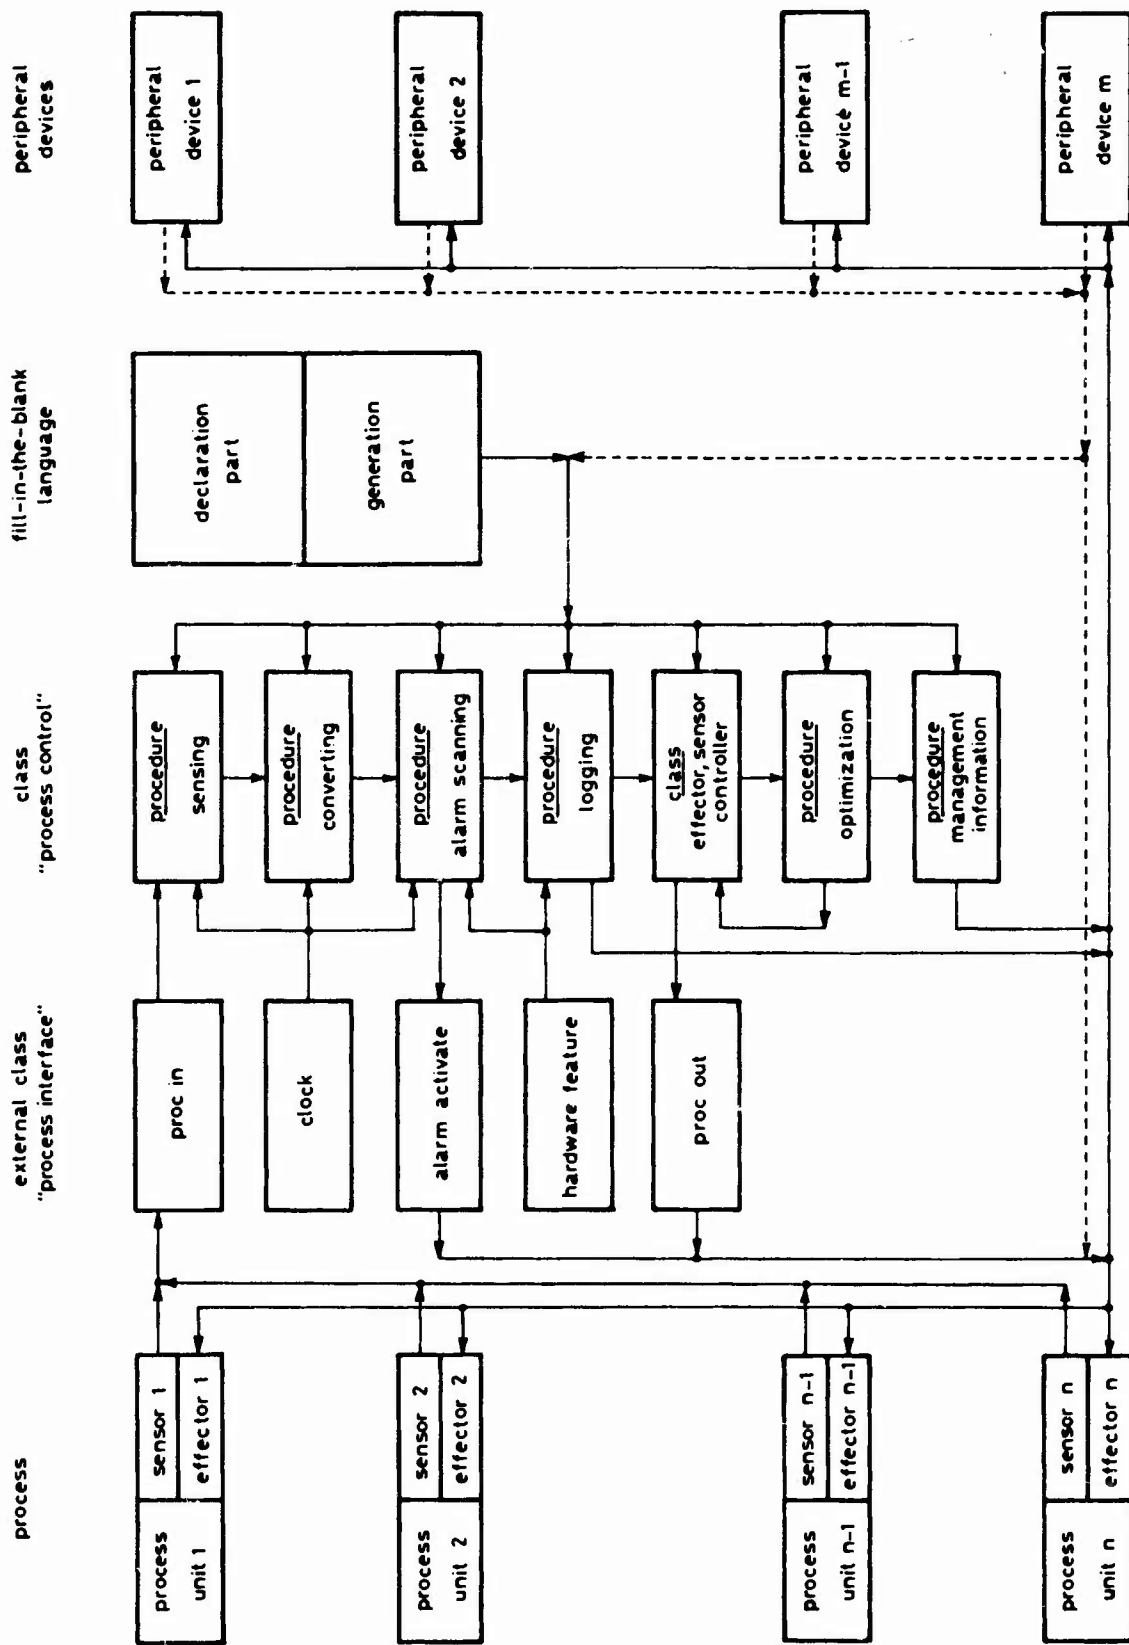 process
external class
"process interface"
class
"process control"
fill-in-the-blank
language
peripheral
devices
process
unit 1
sensor 1
effector 1
process
unit 2
sensor 2
effector 2
process
unit n-1
sensor n-1
effector n-1
process
unit n
sensor n
effector n
proc in
clock
alarm activate
hardware feature
proc out
procedure
sensing
procedure
converting
procedure
alarm scanning
procedure
logging
class
effector, sensor
controller
procedure
optimization
procedure
management
information
declaration
part
generation
part
peripheral
device 1
peripheral
device 2
peripheral
device m-1
peripheral
device m